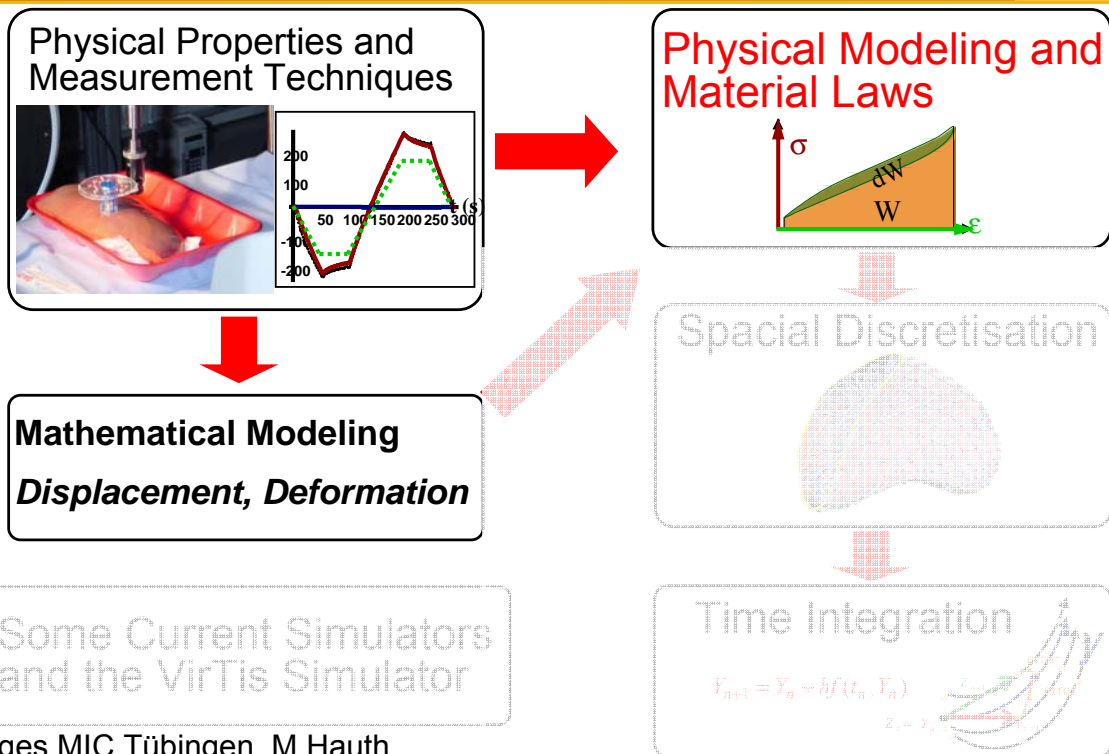 Physical Properties and
Measurement Techniques
200
100
-100
-200
50 100 150 200 250 300
t (s)
Physical Modeling and
Material Laws
σ
dW
W
ε
Mathematical Modeling
Displacement, Deformation
Spacial Discretisation
Some Current Simulators
and the VirTis Simulator
Time Integration
ges MIC Tübingen, M Hauth